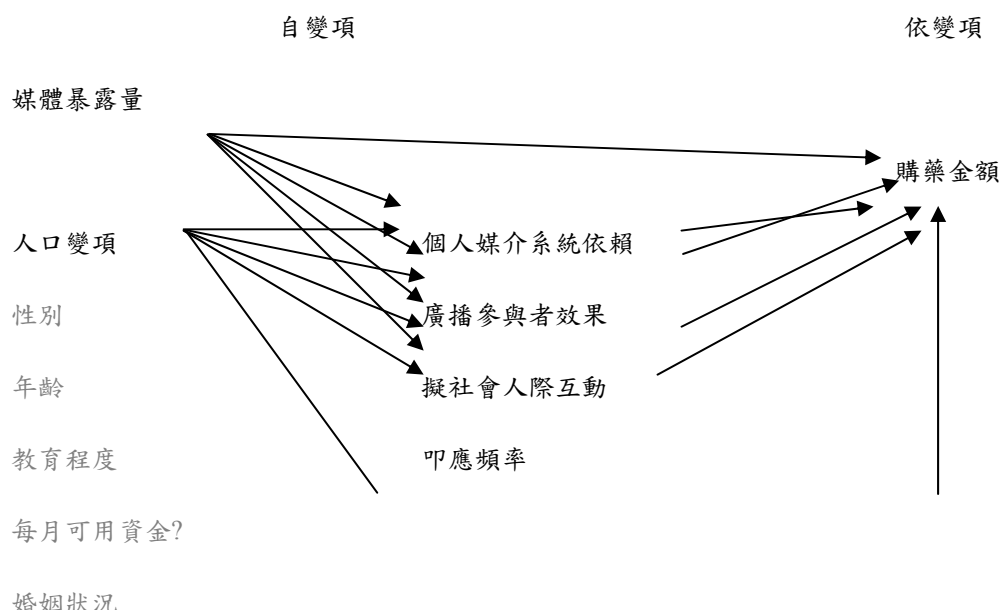 自變項 依變項
媒體暴露量
購藥金額
人口變項 個人媒介系統依賴
性別 廣播參與者效果
年齡 擬社會人際互動
教育程度 叩應頻率
每月可用資金?
婚姻狀況